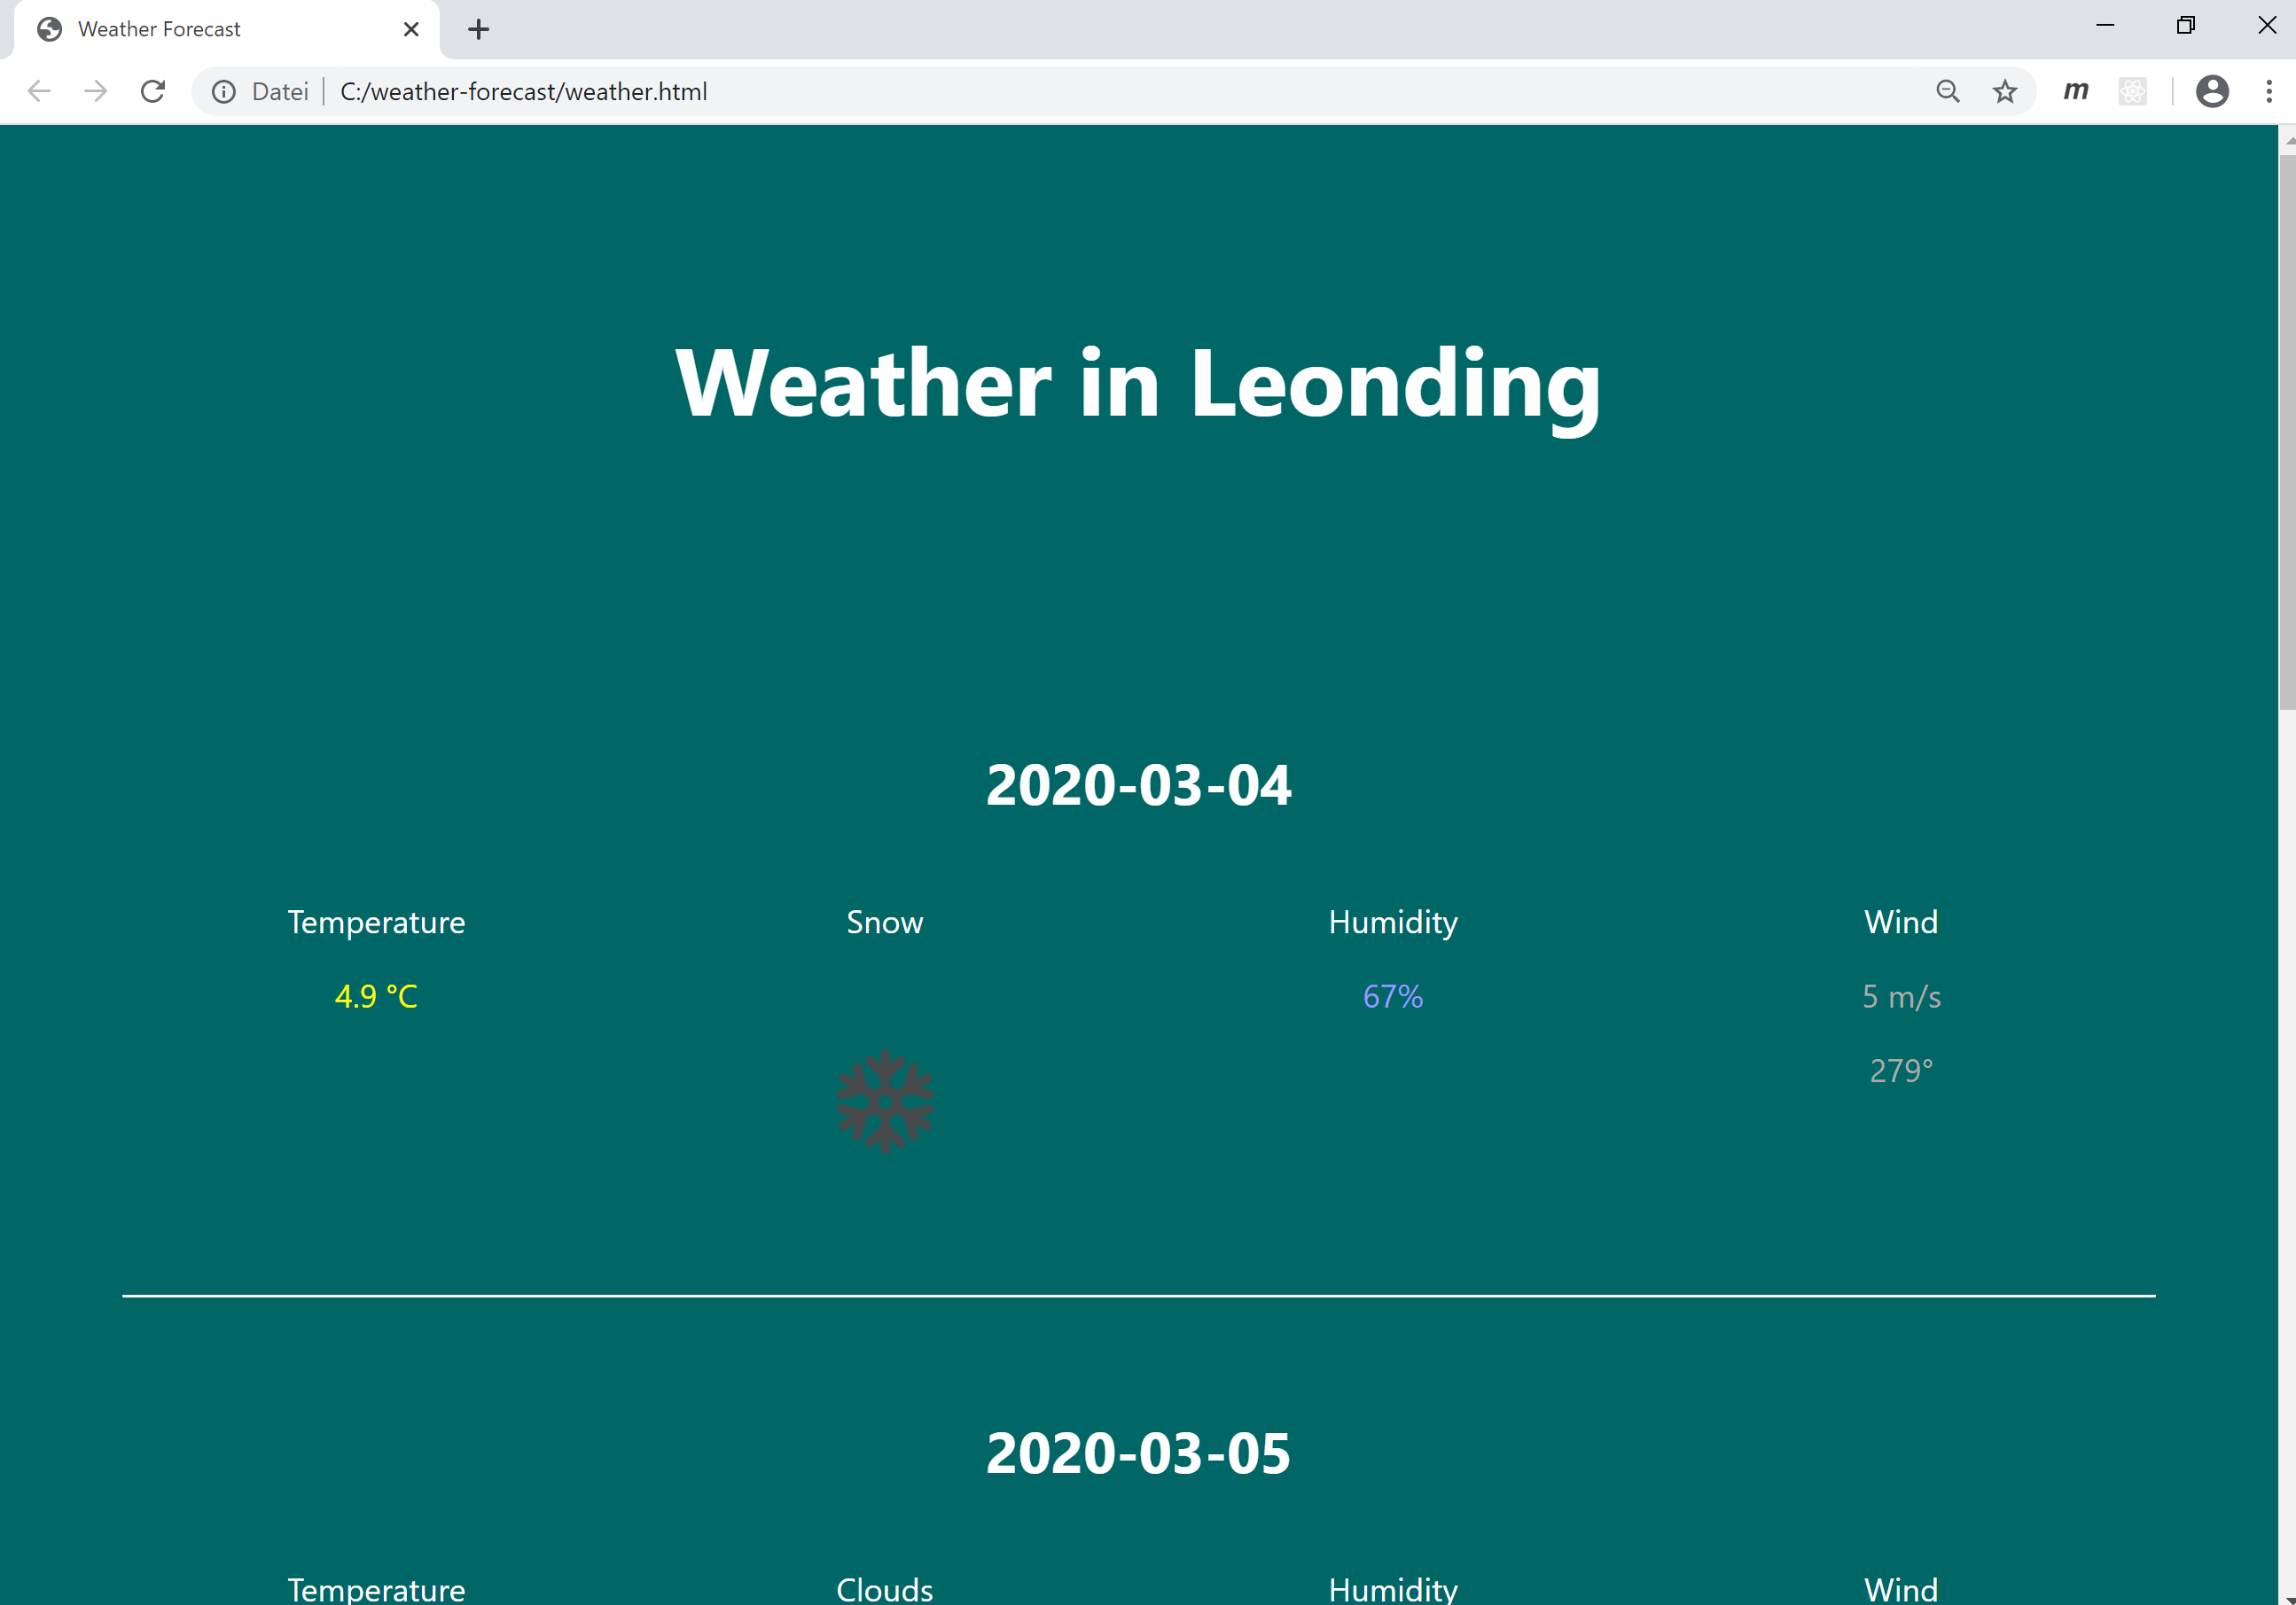 Weather Forecast
Datei C:/weather-forecast/weather.html m
Weather in Leonding
2020-03-04
Temperature Snow Humidity Wind
4.9 °C 67% 5 m/s
279°
2020-03-05
Temperature Clouds Humidity Wind